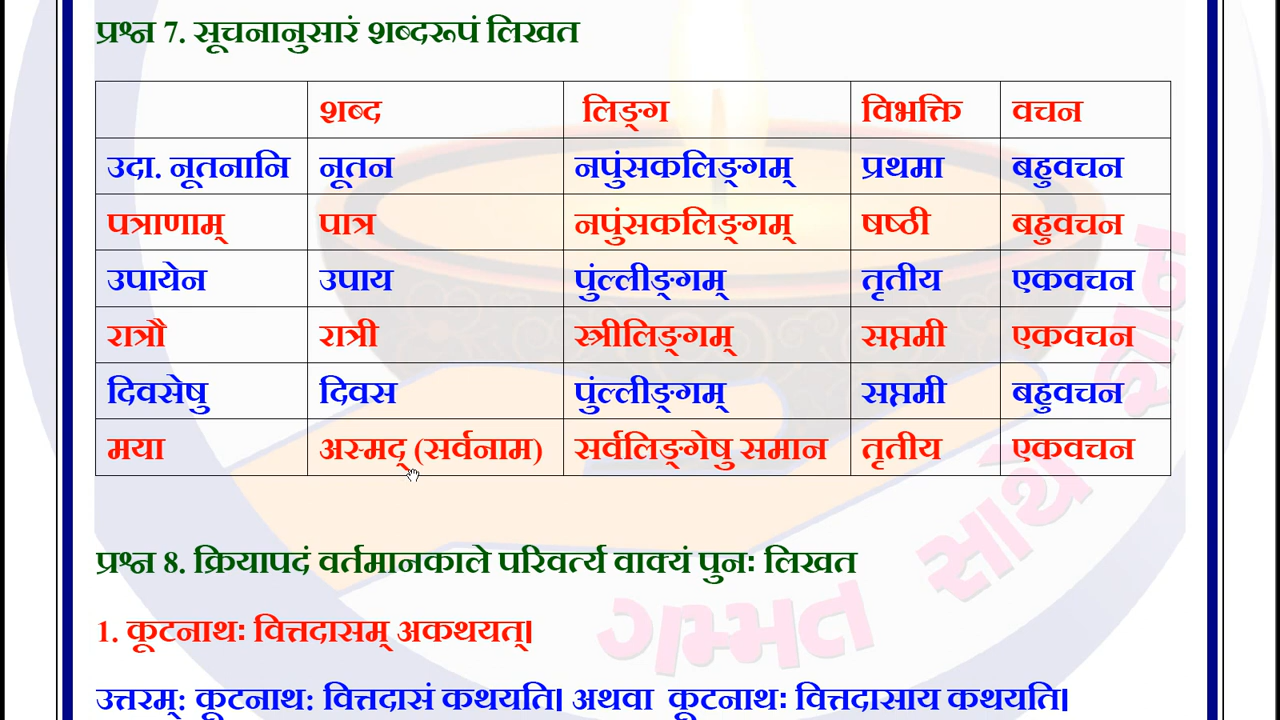 प्रश्न 7. सूचनानुसारं शब्दरूपं लिखत
शब्द लिङ्ग विभक्ति वचन
उदा. नूतनानि नूतन नपुंसकलिङ्गम् प्रथमा बहुवचन
पत्राणाम् पात्र नपुंसकलिङ्गम् षष्ठी बहुवचन
उपायेन उपाय पुंल्लीङ्गम् तृतीय एकवचन
रात्रौ रात्री स्त्रीलिङ्गम् सप्तमी एकवचन
दिवसेषु दिवस पुंल्लीङ्गम् सप्तमी बहुवचन
मया अस्मद् (सर्वनाम) सर्वलिङ्गेषु समान तृतीय एकवचन
प्रश्न 8. क्रियापदं वर्तमानकाले परिवर्त्य वाक्यं पुनः लिखत
1. कूटनाथः वित्तदासम् अकथयत्।
उत्तरम्: कूटनाथः वित्तदासं कथयति। अथवा कूटनाथः वित्तदासाय कथयति।
ગમ્મત સાથે જ્ઞાન